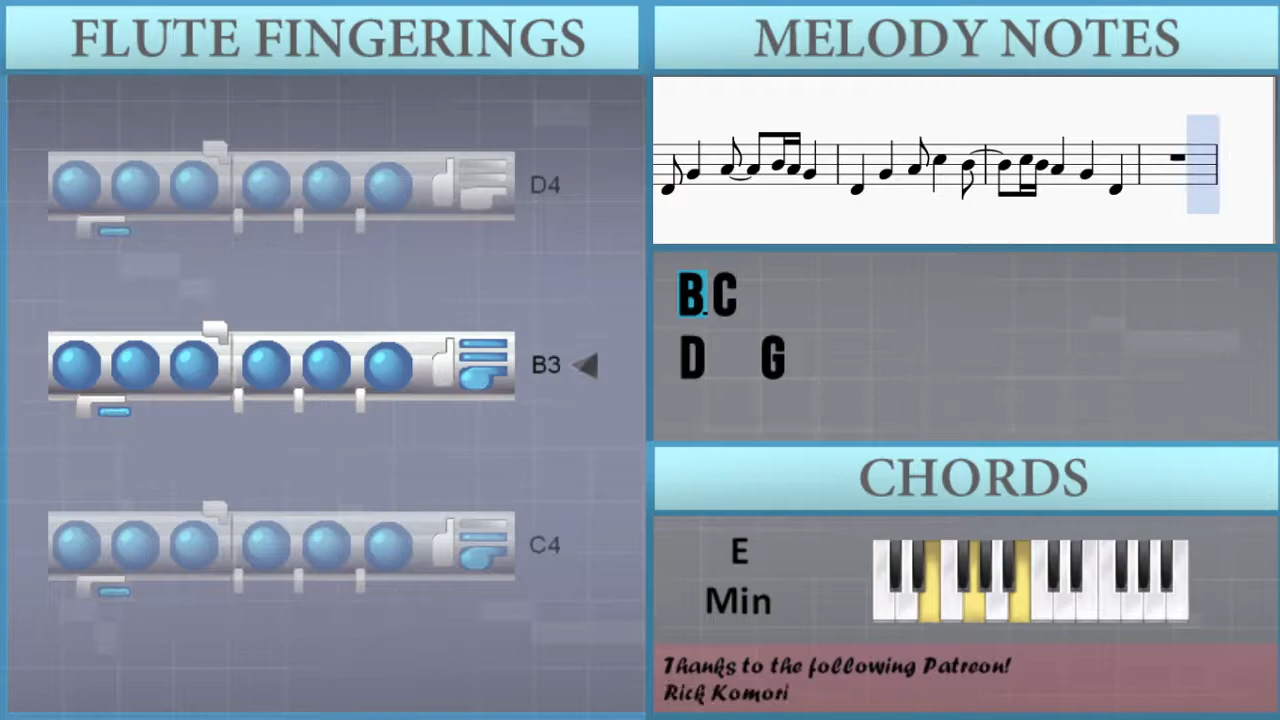 FLUTE FINGERINGS
D4
B3
C4
MELODY NOTES
B C
D G
CHORDS
E
Min
Thanks to the following Patreon!
Rick Komori